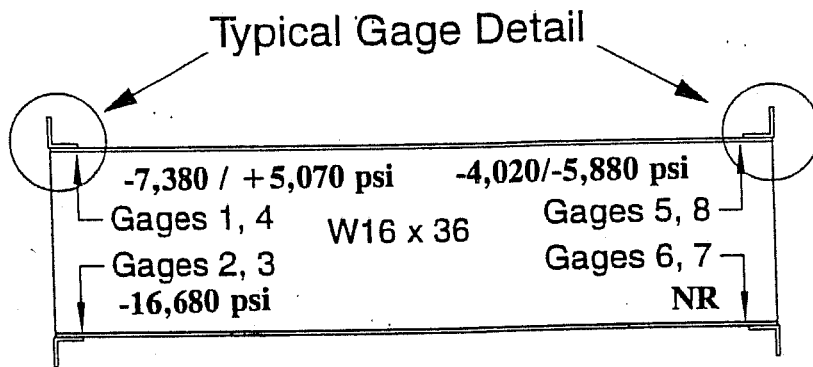 Typical Gage Detail
-7,380 / +5,070 psi
-4,020/-5,880 psi
Gages 1, 4
W16 x 36
Gages 5, 8
Gages 2, 3
Gages 6, 7
-16,680 psi
NR